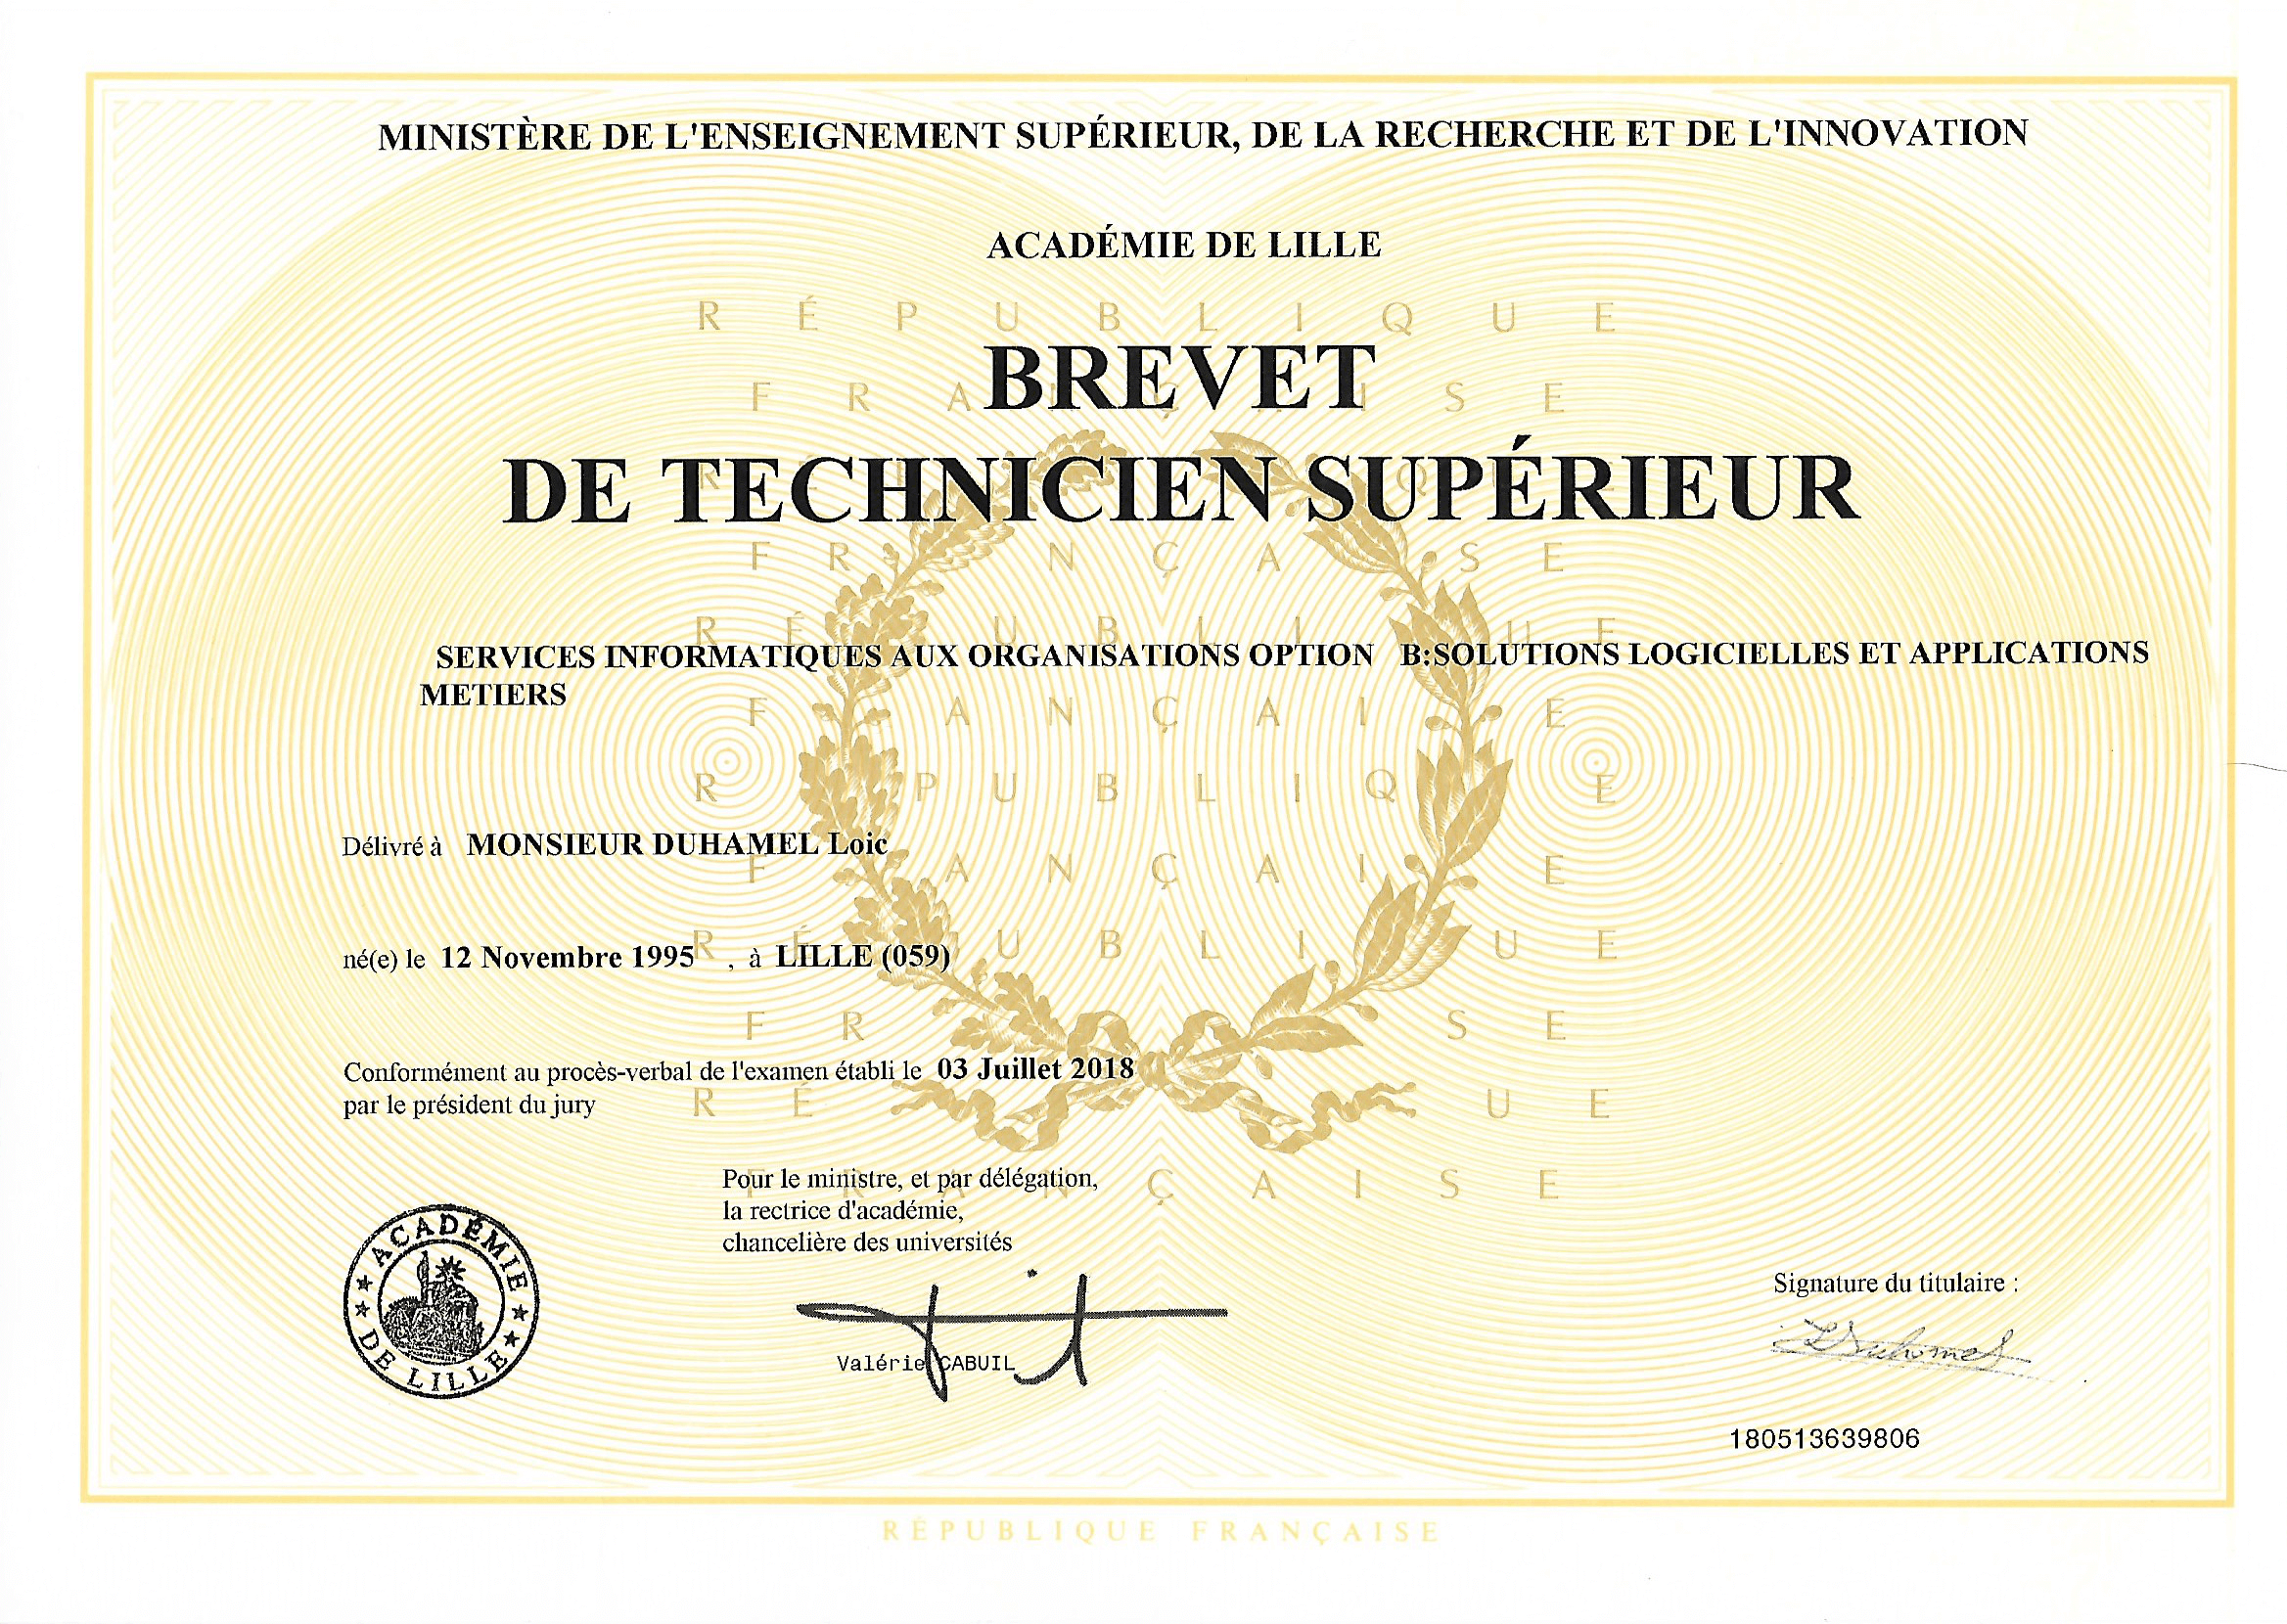 MINISTÈRE DE L'ENSEIGNEMENT SUPÉRIEUR, DE LA RECHERCHE ET DE L'INNOVATION
ACADÉMIE DE LILLE
RÉPUBLIQUE
FRANÇAISE
BREVET
DE TECHNICIEN SUPÉRIEUR
SERVICES INFORMATIQUES AUX ORGANISATIONS OPTION B:SOLUTIONS LOGICIELLES ET APPLICATIONS
METIERS
Délivré à MONSIEUR DUHAMEL Loic
né(e) le 12 Novembre 1995 , à LILLE (059)
Conformément au procès-verbal de l'examen établi le 03 Juillet 2018
par le président du jury
Pour le ministre, et par délégation,
la rectrice d'académie,
chancelière des universités
ACADÉMIE DE LILLE
Valérie CABUIL
Signature du titulaire :
LDuhamel
180513639806
RÉPUBLIQUE FRANÇAISE